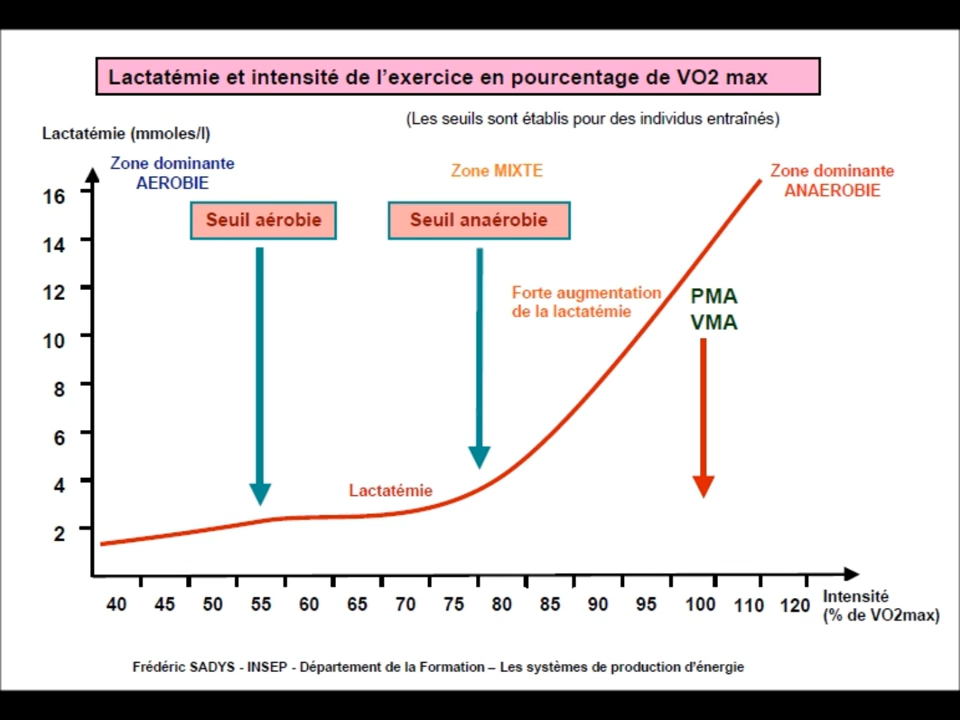 Lactatémie et intensité de l'exercice en pourcentage de VO2 max
(Les seuils sont établis pour des individus entraînés)
Lactatémie (mmoles/l)
Zone dominante
AEROBIE
Zone MIXTE
Zone dominante
ANAEROBIE
Seuil aérobie
Seuil anaérobie
Forte augmentation
de la lactatémie
PMA
VMA
Lactatémie
16
14
12
10
8
6
4
2
40 45 50 55 60 65 70 75 80 85 90 95 100 110 120
Intensité
(% de VO2max)
Frédéric SADYS - INSEP - Département de la Formation – Les systèmes de production d'énergie